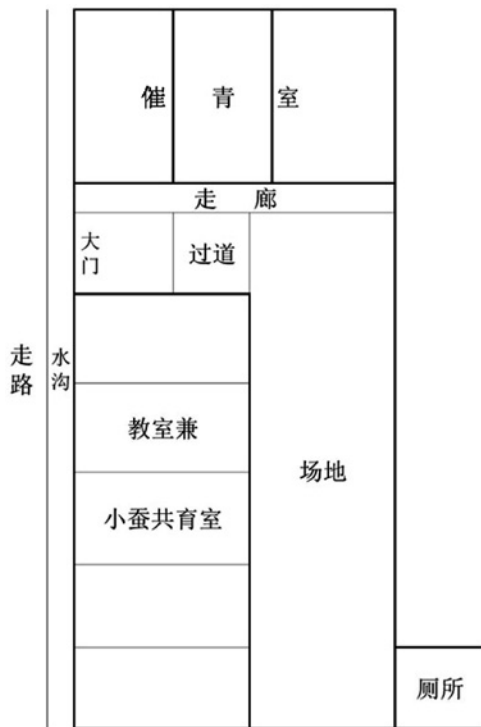 催 青 室
走 廊
大门
过道
走路
水沟
教室兼
小蚕共育室
场地
厕所